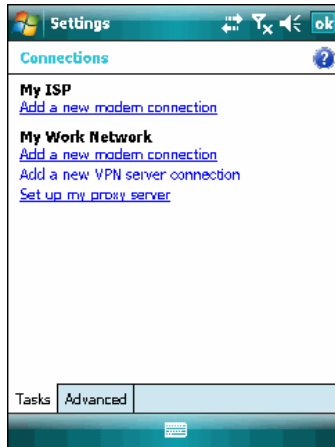 Settings
ok
Connections
?
My ISP
Add a new modem connection
My Work Network
Add a new modem connection
Add a new VPN server connection
Set up my proxy server
Tasks Advanced